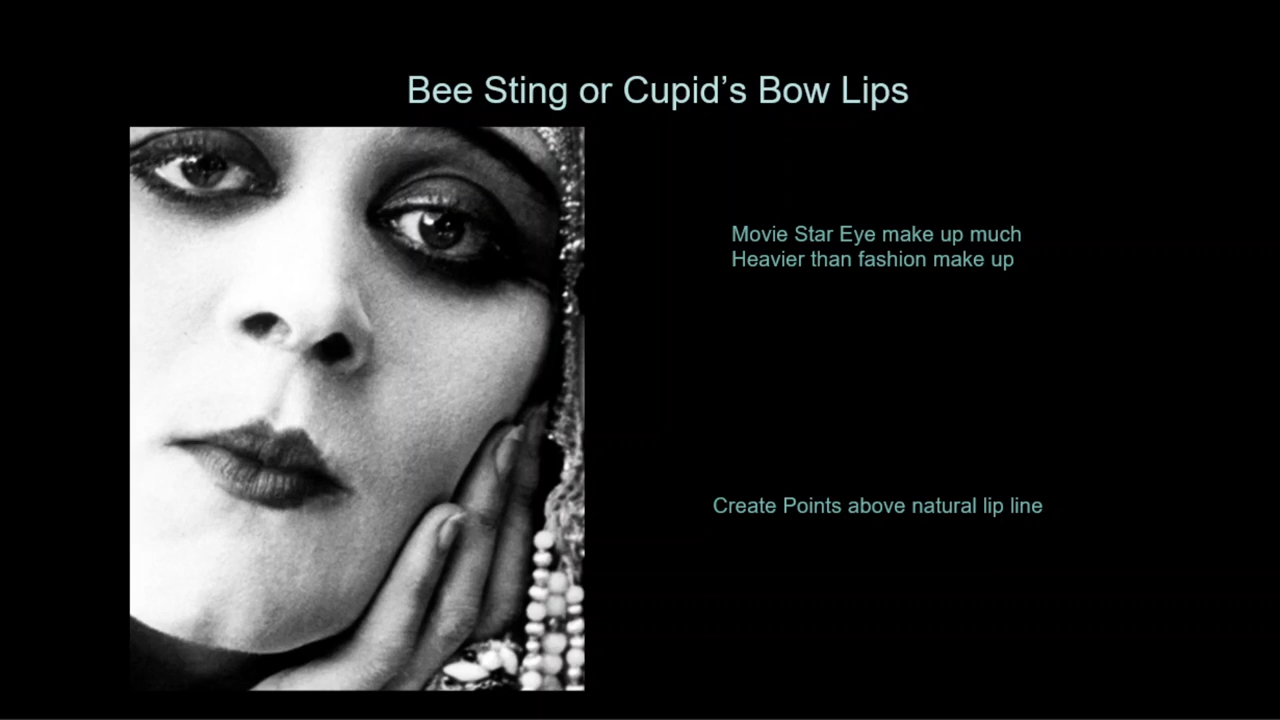 Bee Sting or Cupid’s Bow Lips
Movie Star Eye make up much
Heavier than fashion make up
Create Points above natural lip line